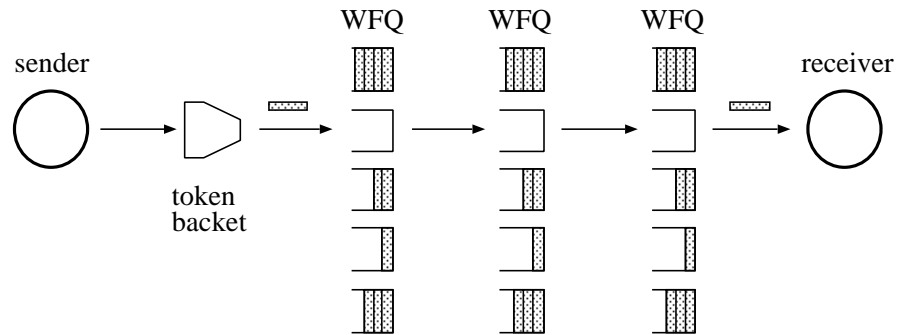 WFQ WFQ WFQ
sender
receiver
token
backet